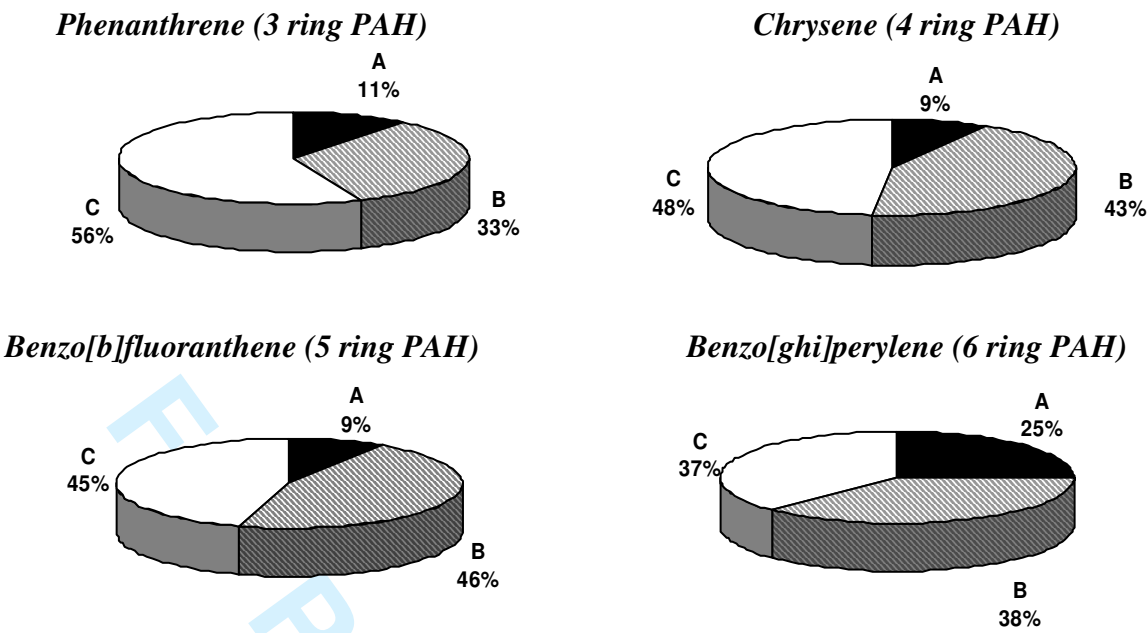 Phenanthrene (3 ring PAH)
A
11%
B
33%
C
56%
Chrysene (4 ring PAH)
A
9%
B
43%
C
48%
Benzo[b]fluoranthene (5 ring PAH)
A
9%
B
46%
C
45%
Benzo[ghi]perylene (6 ring PAH)
A
25%
B
38%
C
37%
F
P